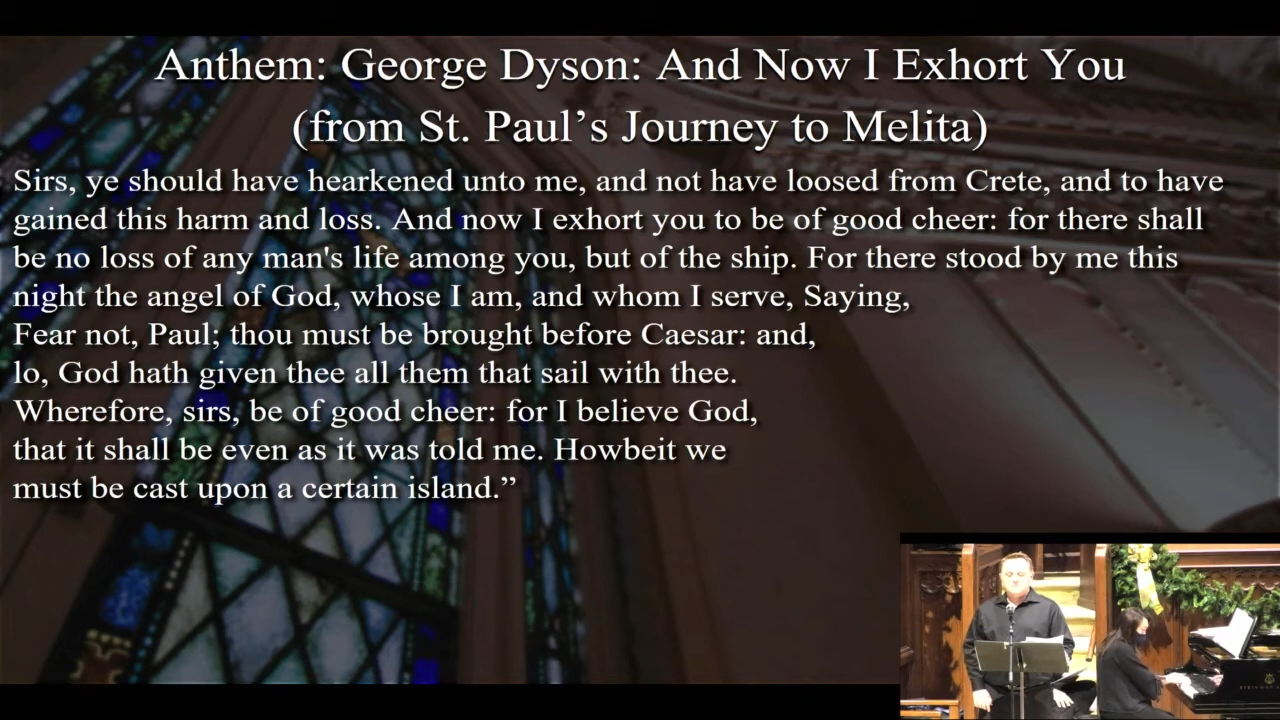 Anthem: George Dyson: And Now I Exhort You
(from St. Paul’s Journey to Melita)
Sirs, ye should have hearkened unto me, and not have loosed from Crete, and to have
gained this harm and loss. And now I exhort you to be of good cheer: for there shall
be no loss of any man's life among you, but of the ship. For there stood by me this
night the angel of God, whose I am, and whom I serve, Saying,
Fear not, Paul; thou must be brought before Caesar: and,
lo, God hath given thee all them that sail with thee.
Wherefore, sirs, be of good cheer: for I believe God,
that it shall be even as it was told me. Howbeit we
must be cast upon a certain island.”